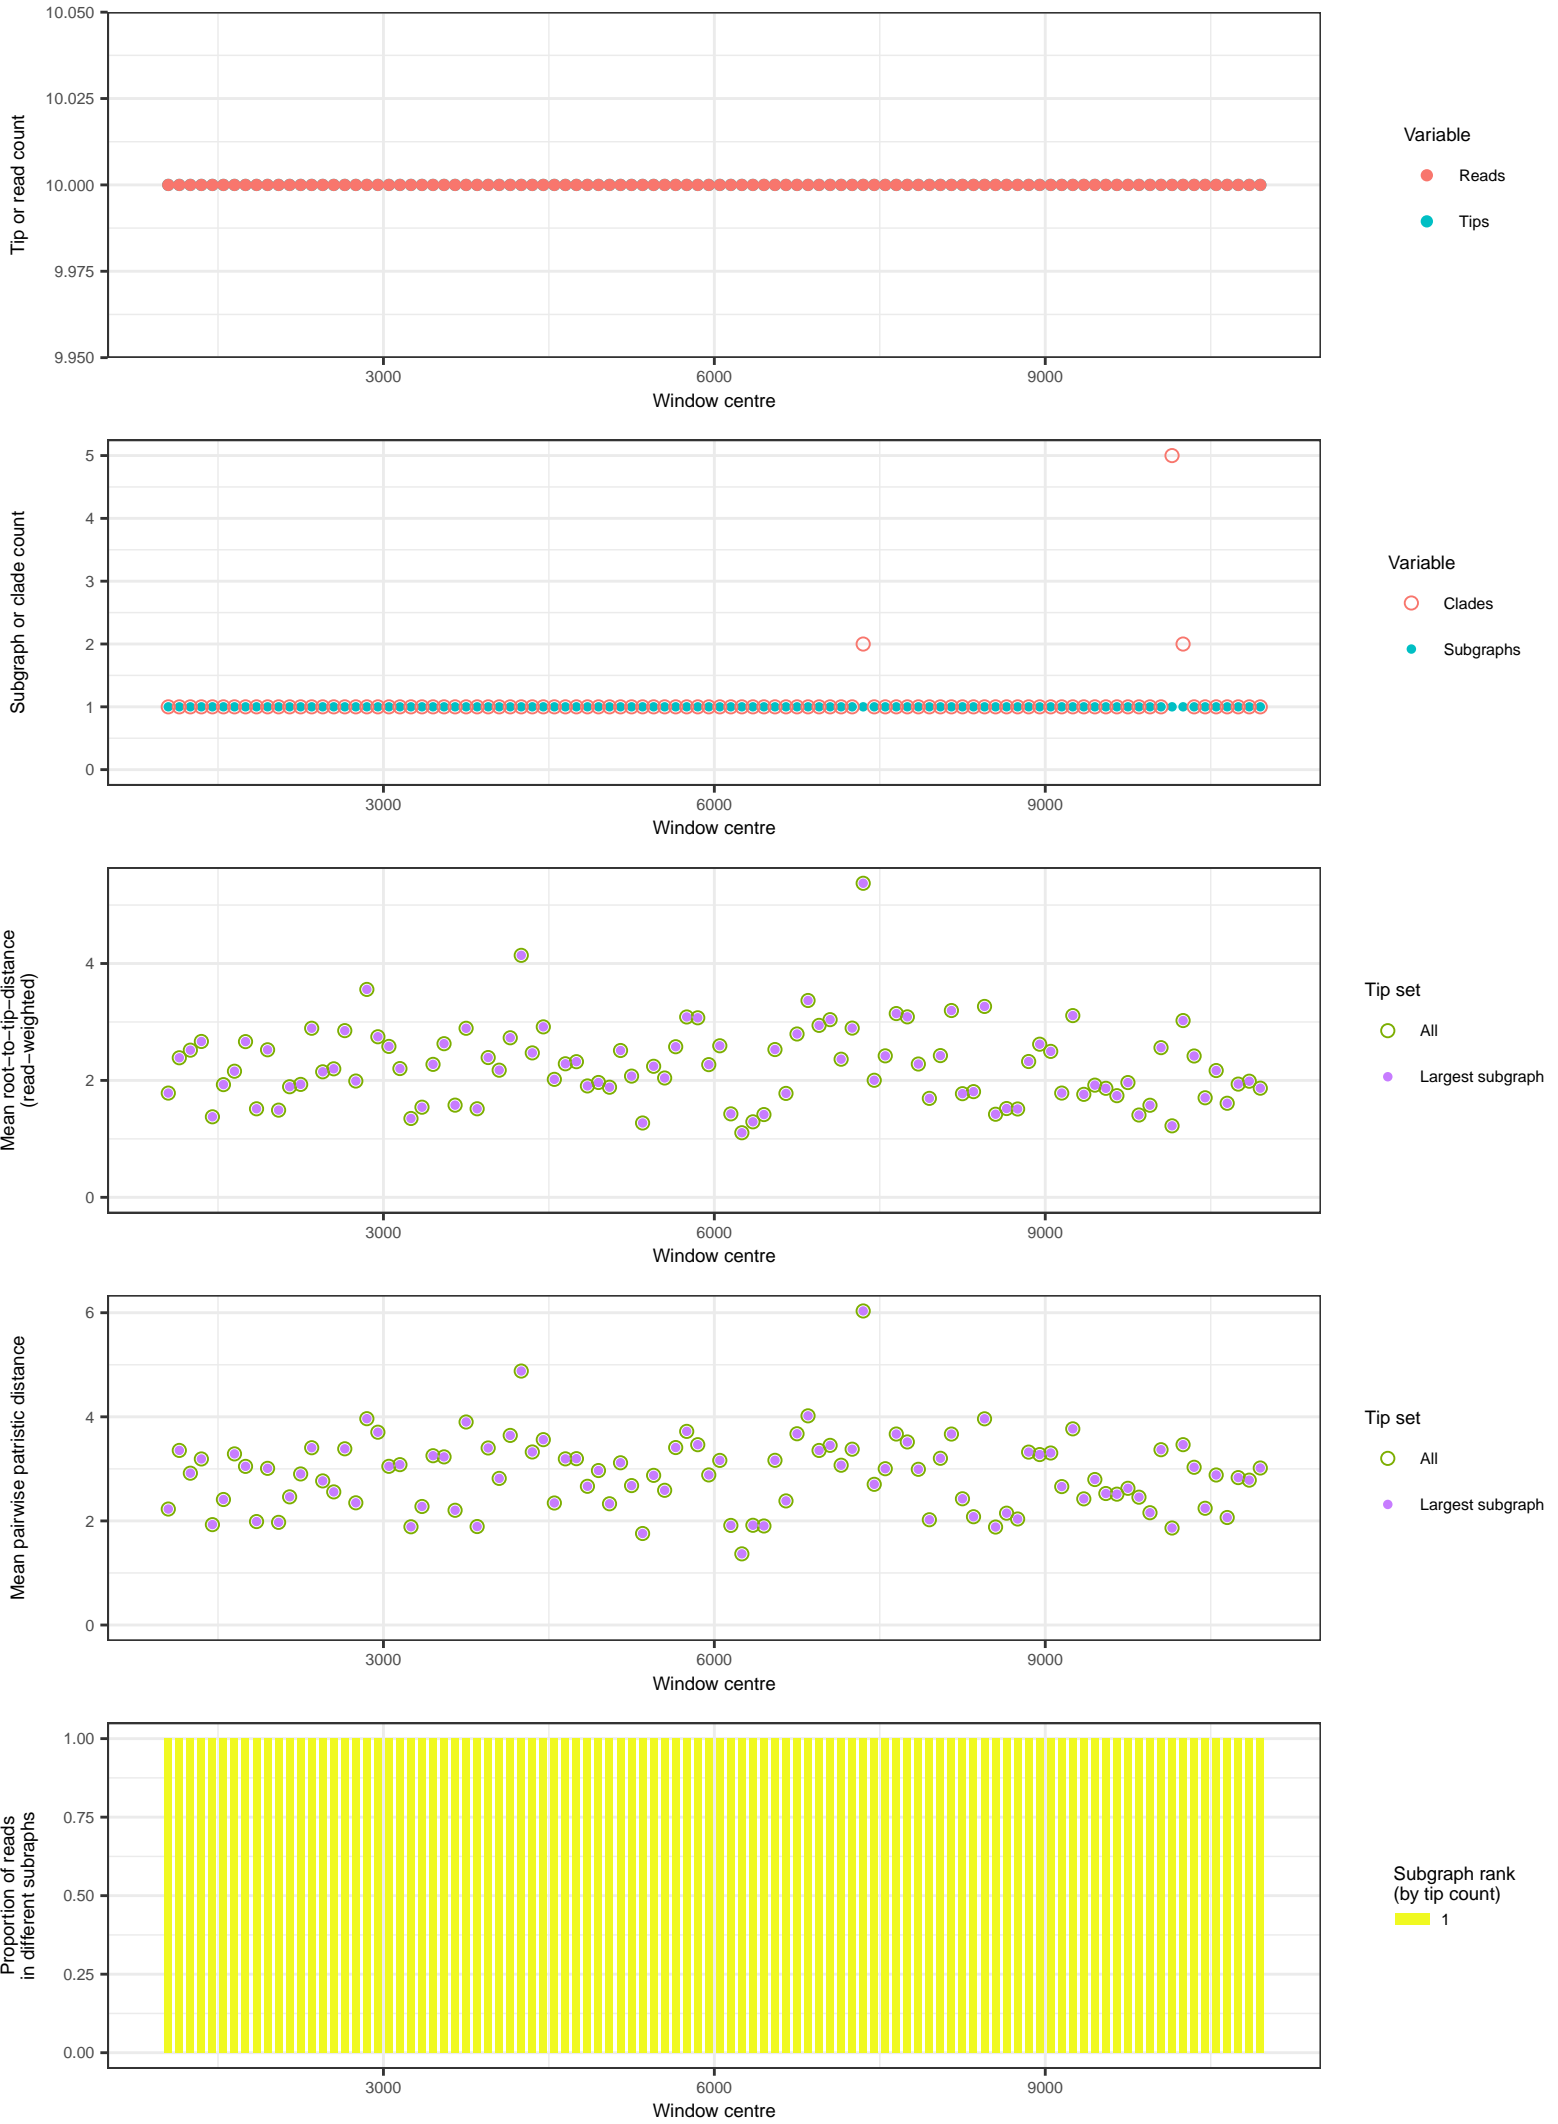 10.050
10.025
10.000
9.975
9.950
Tip or read count
3000
6000
9000
Window centre
Variable
Reads
Tips
5
4
3
2
1
0
Subgraph or clade count
3000
6000
9000
Window centre
Variable
Clades
Subgraphs
4
2
0
Mean root−to−tip−distance
(read−weighted)
3000
6000
9000
Window centre
Tip set
All
Largest subgraph
6
4
2
0
Mean pairwise patristic distance
3000
6000
9000
Window centre
Tip set
All
Largest subgraph
1.00
0.75
0.50
0.25
0.00
Proportion of reads
in different subraphs
3000
6000
9000
Window centre
Subgraph rank
(by tip count)
1